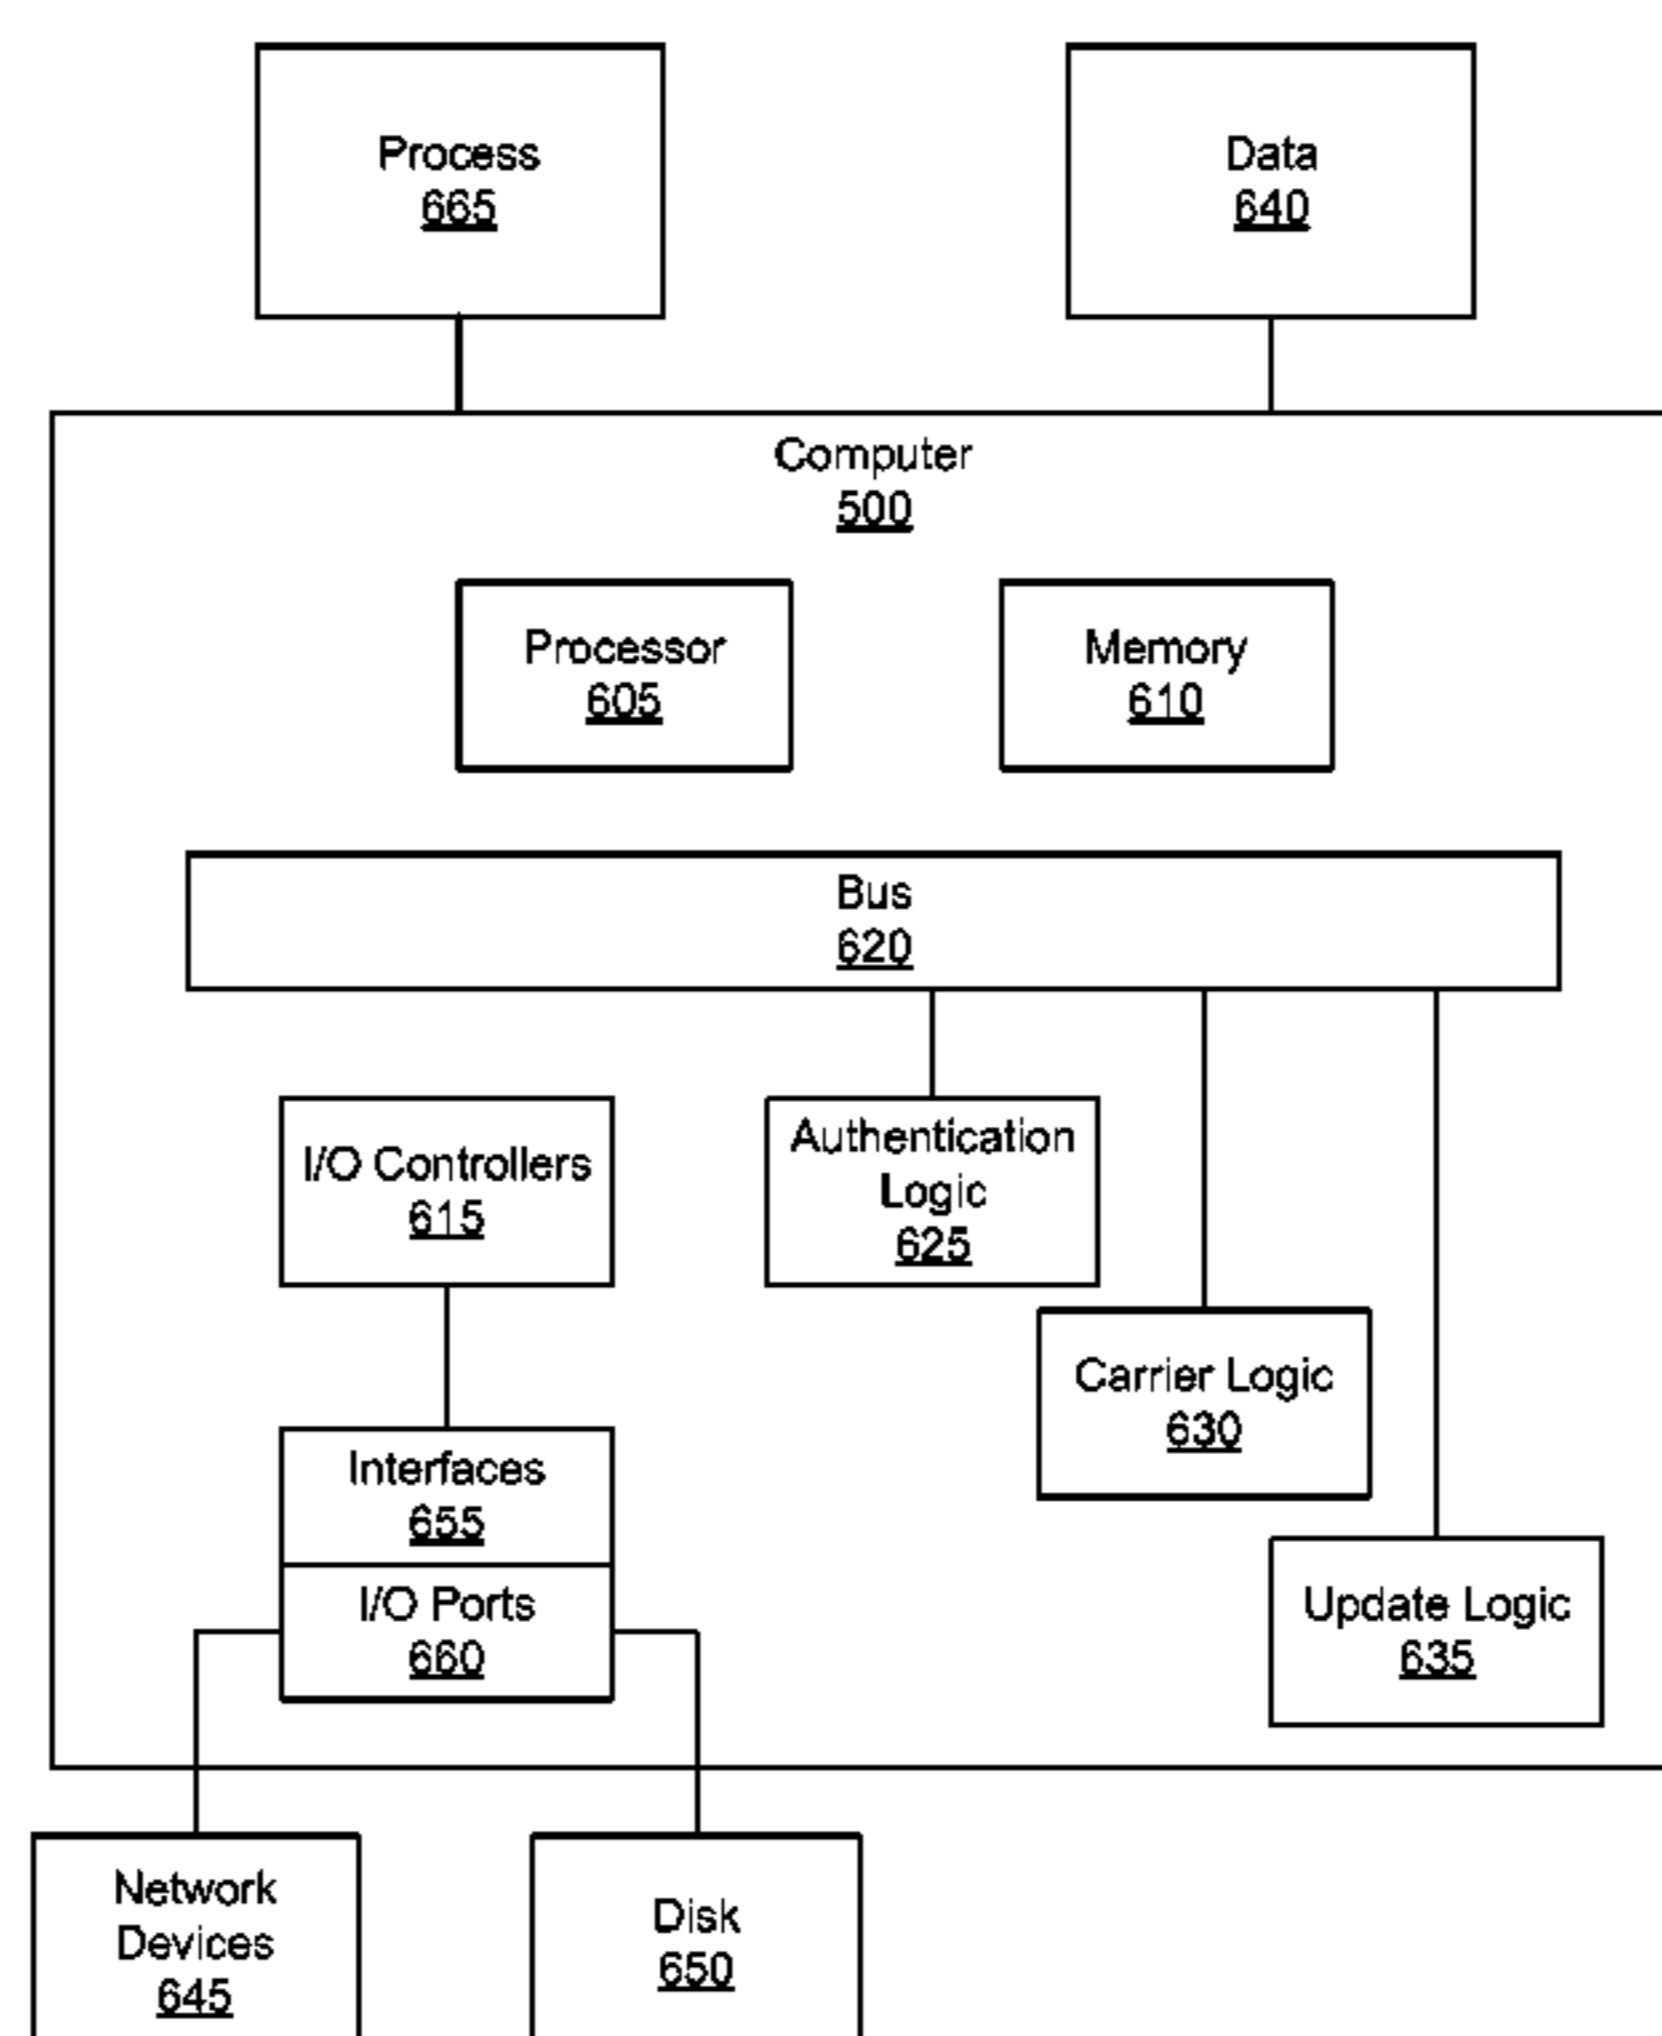 Process
665
Data
640
Computer
500
Processor
605
Memory
610
Bus
620
I/O Controllers
615
Authentication
Logic
625
Carrier Logic
630
Interfaces
655
I/O Ports
660
Update Logic
635
Network
Devices
645
Disk
650